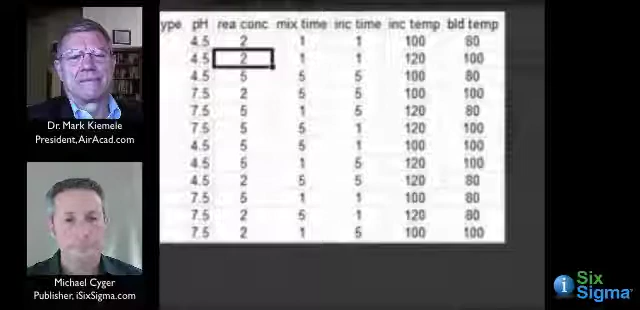 ype pH rea conc mix time inc time inc temp bld temp
4.5 2 1 1 100 80
4.5 2 1 1 120 100
4.5 5 5 5 100 80
7.5 2 5 5 100 80
7.5 5 1 5 120 80
7.5 5 5 1 120 100
4.5 5 1 5 100 100
4.5 5 1 5 120 100
4.5 2 5 5 120 80
7.5 5 1 1 100 80
7.5 2 5 1 120 80
7.5 2 1 5 100 100
Dr. Mark Kiemele
President, AirAcad.com
Michael Cyger
Publisher, iSixSigma.com
i Six
Sigma